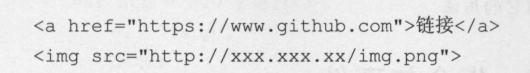 <a href="https://www.github.com">链接</a>
<img src="http://xxx.xxx.xx/img.png">